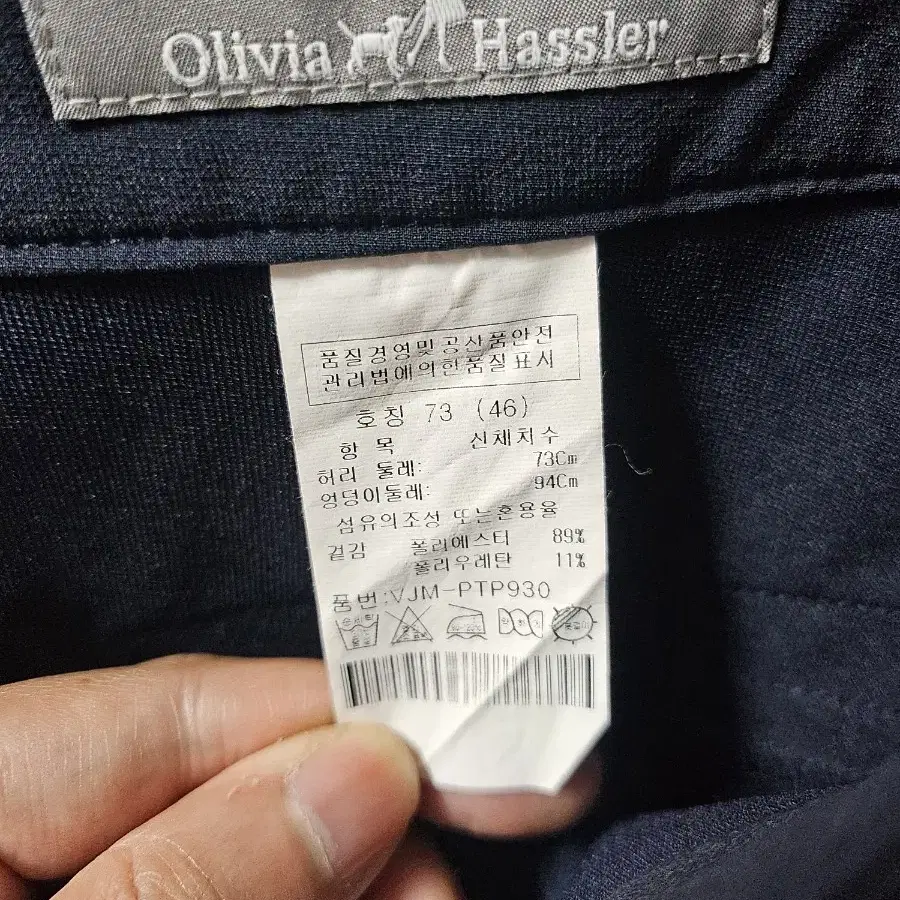 Olivia Hassler
품질경영및 공산품안전
관리법에의한품질표시
호칭 73 (46)
항 목 신체치수
허리 둘레: 73Cm
엉덩이둘레: 94Cm
섬유의조성 또는혼용율
겉감 폴리에스터 89%
폴리우레탄 11%
품번:VJM-PTP930